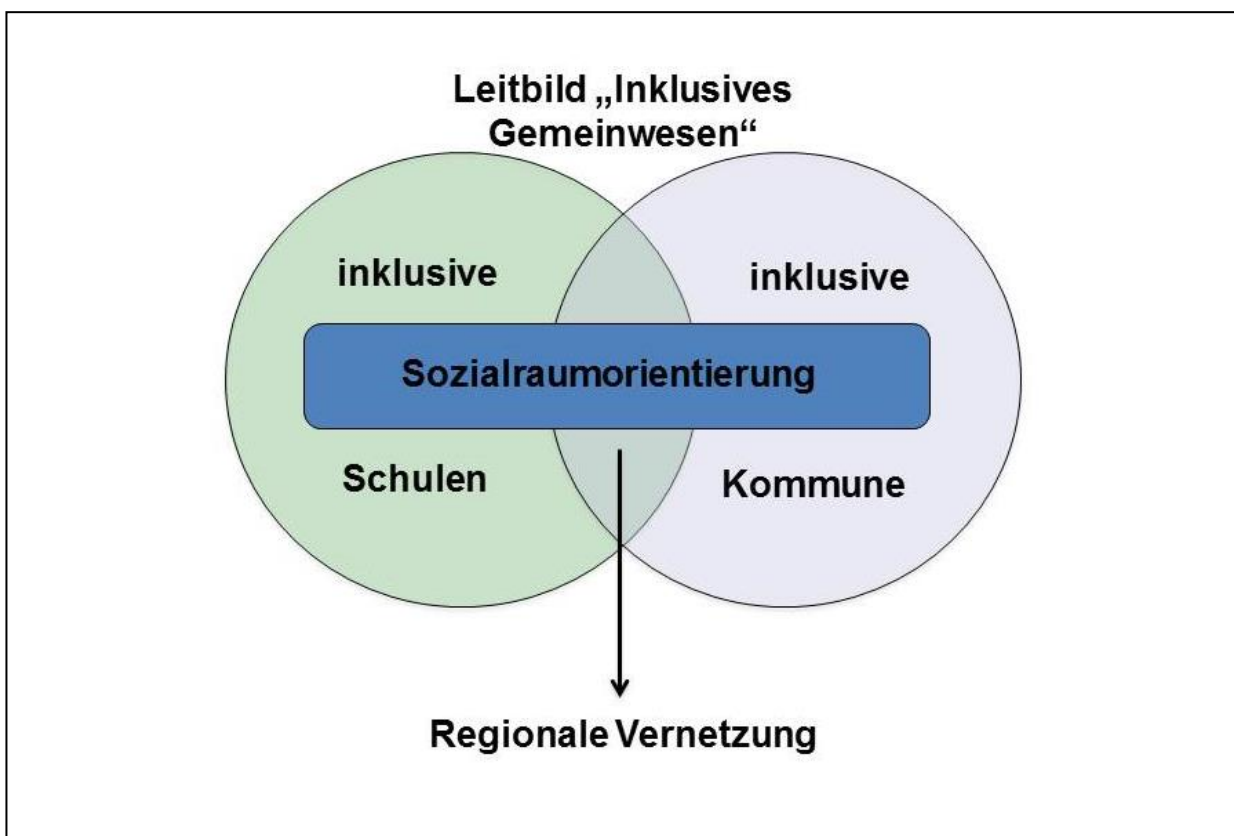 Leitbild „Inklusives
Gemeinwesen“
inklusive
inklusive
Sozialraumorientierung
Schulen
Kommune
Regionale Vernetzung